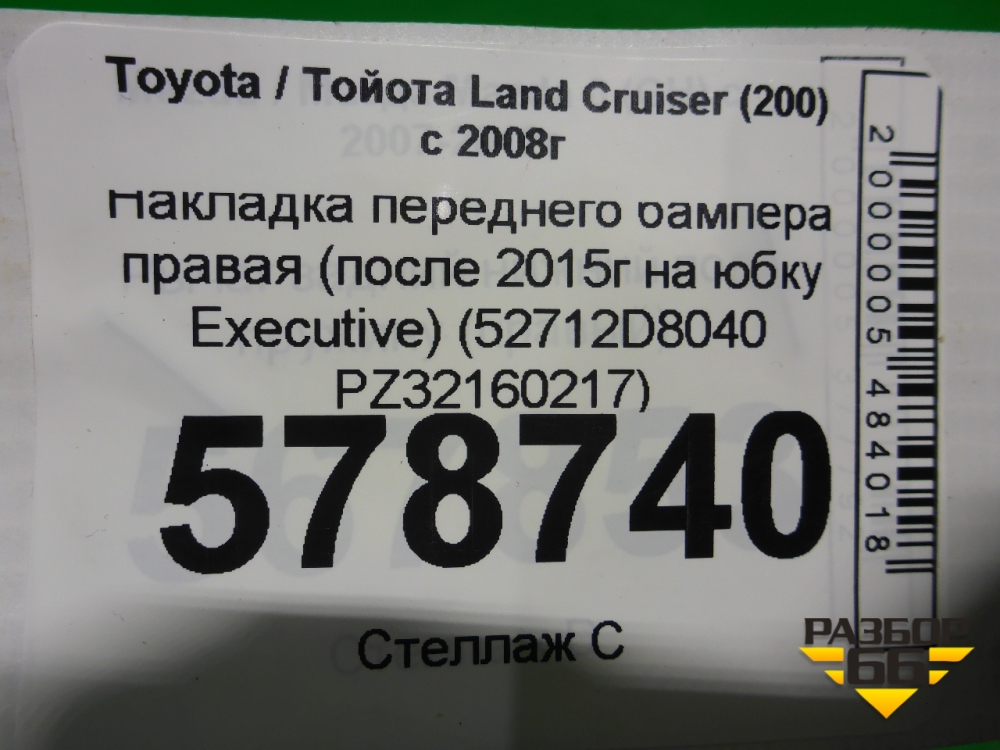 Toyota / Тойота Land Cruiser (200)
с 2008г
Накладка переднего бампера
правая (после 2015г на юбку
Executive) (52712D8040
PZ32160217)
578740
Стеллаж С
2000005484018
РАЗБОР
66